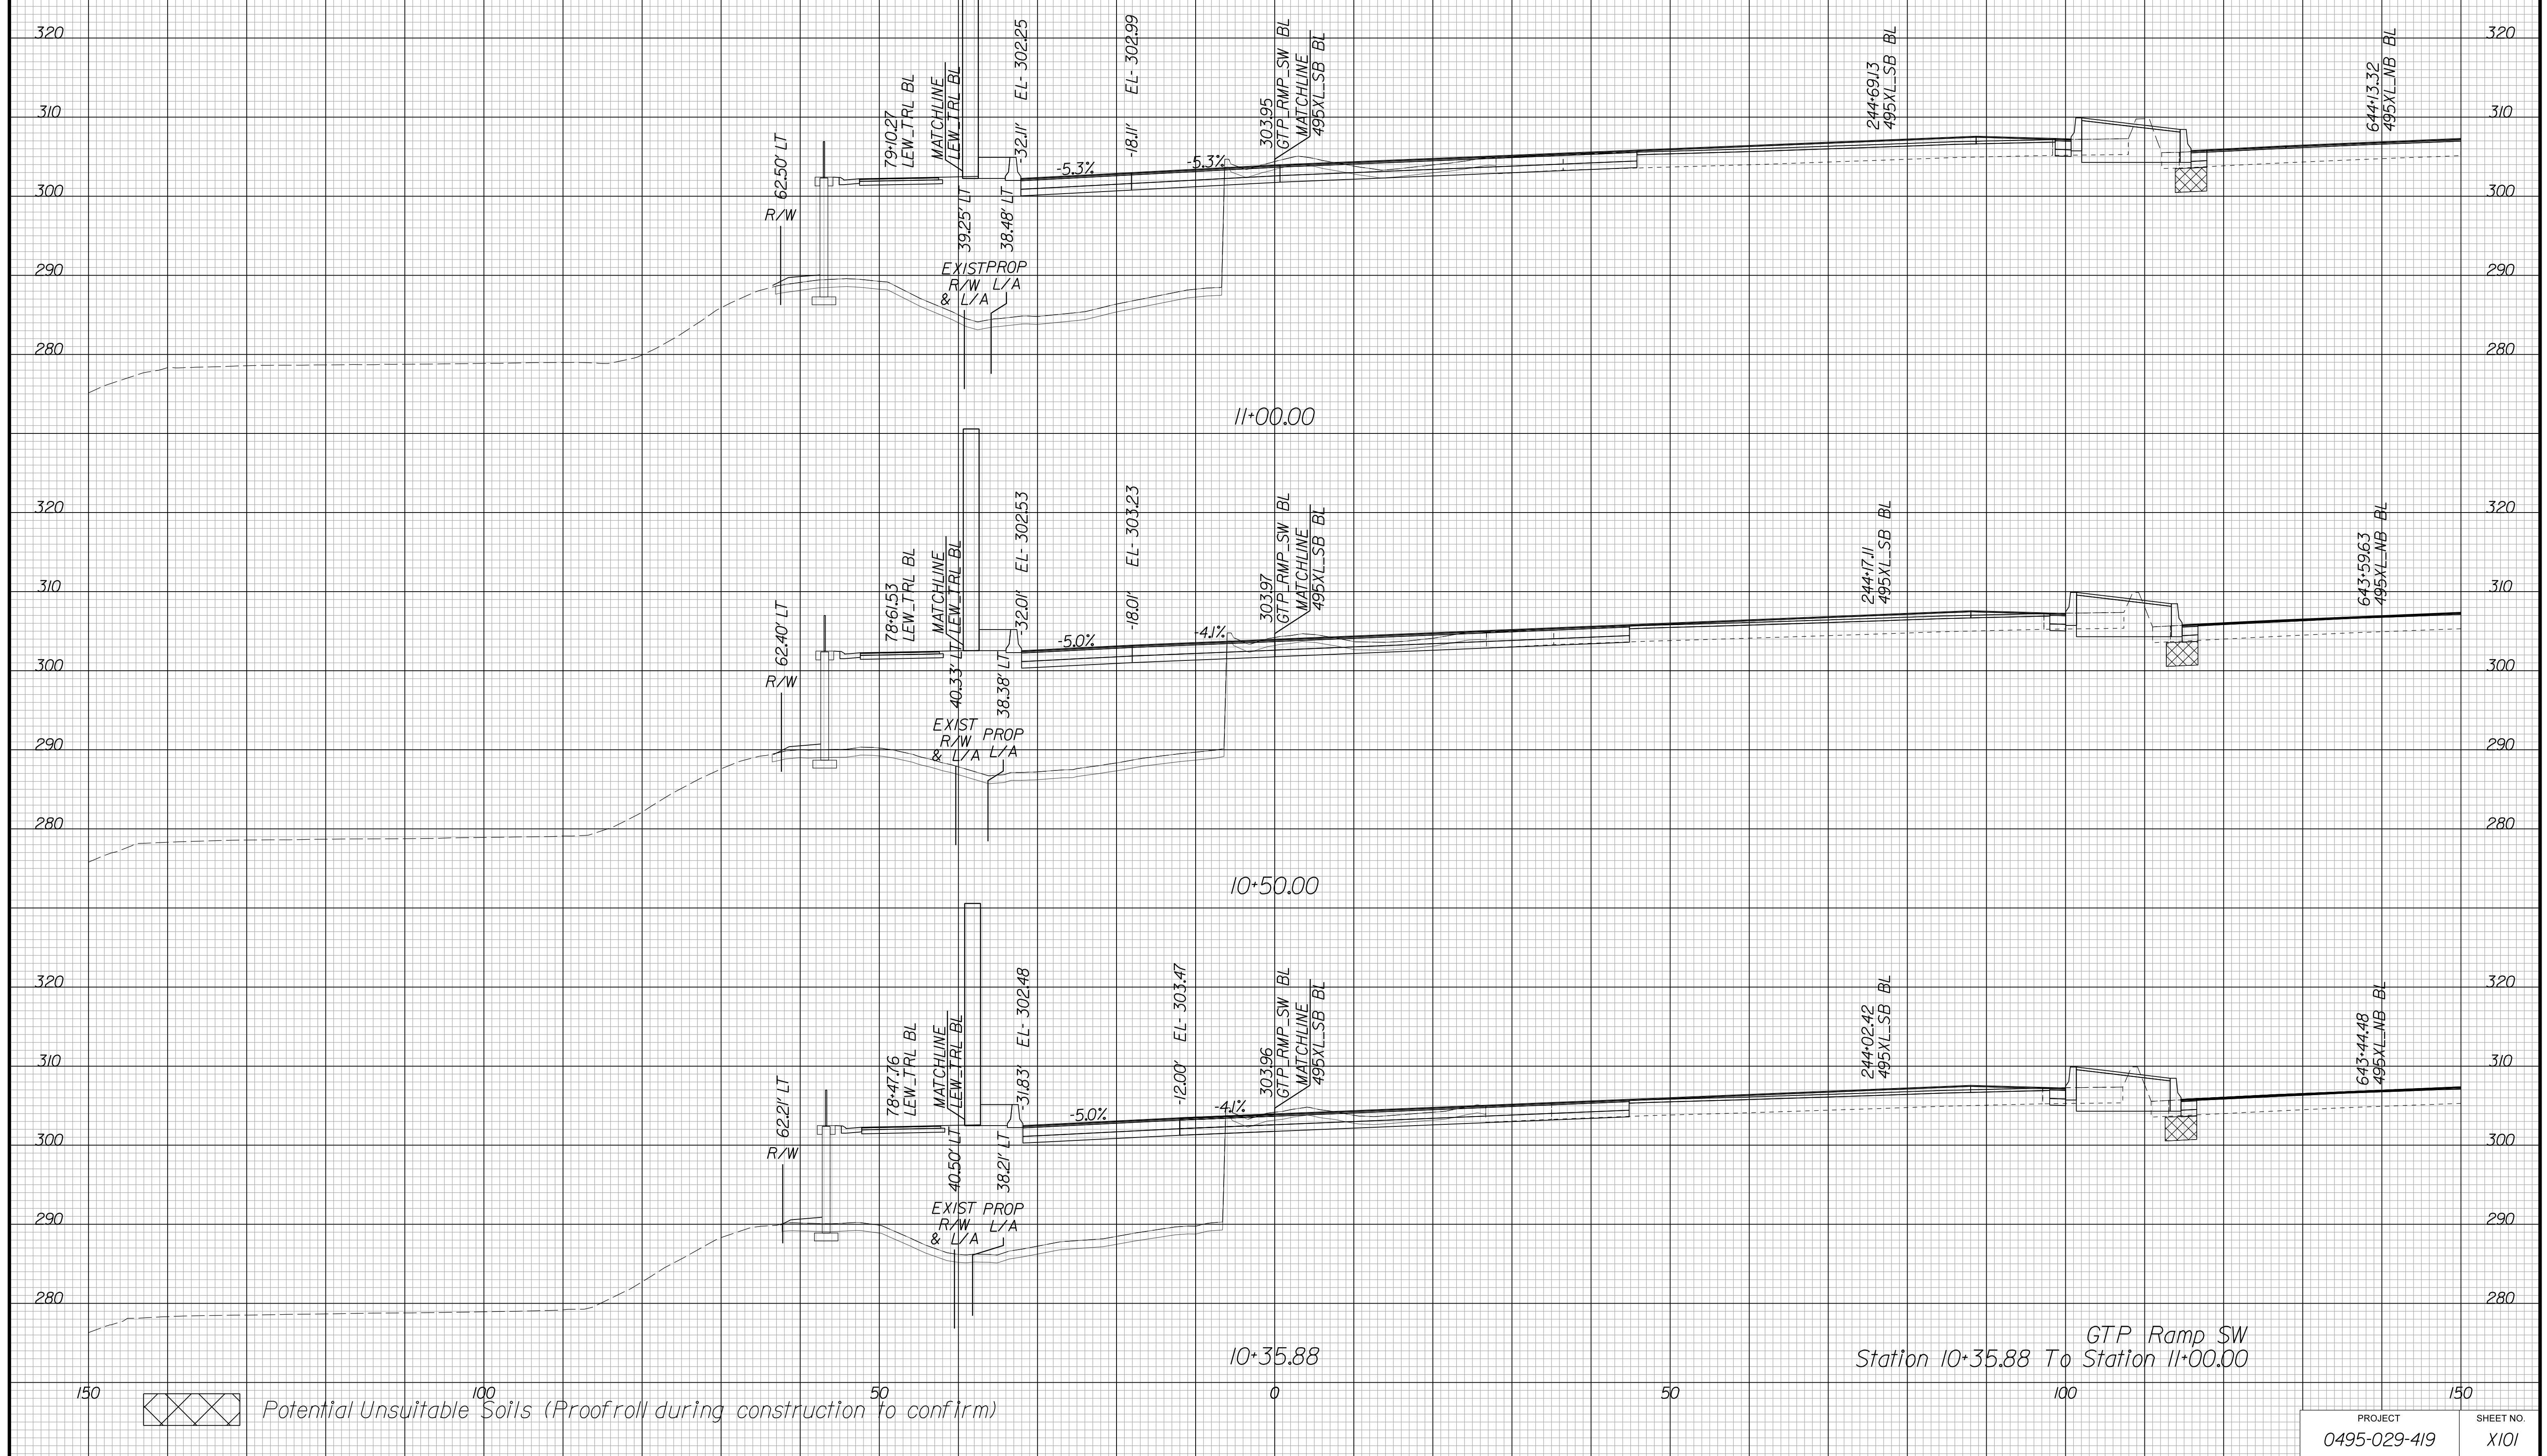 320
310
300
290
280
62.50' LT
R/W
79+10.27
LEW_TRL BL
MATCHLINE
LEW_TRL BL
39.25' LT
38.48' LT
EXIST
R/W
& L/A
PROP
L/A
-32.11' EL- 302.25
-5.3%
-18.11' EL- 302.99
-5.3%
303.95
GTP_RMP_SW BL
MATCHLINE
495XL_SB BL
244+69.13
495XL_SB BL
644+13.32
495XL_NB BL
320
310
300
290
280
11+00.00
320
310
300
290
280
62.40' LT
R/W
78+61.53
LEW_TRL BL
MATCHLINE
LEW_TRL BL
40.33' LT
38.38' LT
EXIST
R/W
& L/A
PROP
L/A
-32.01' EL- 302.53
-5.0%
-18.01' EL- 303.23
-4.1%
303.97
GTP_RMP_SW BL
MATCHLINE
495XL_SB BL
244+17.11
495XL_SB BL
643+59.63
495XL_NB BL
320
310
300
290
280
10+50.00
320
310
300
290
280
62.21' LT
R/W
78+47.76
LEW_TRL BL
MATCHLINE
LEW_TRL BL
40.50' LT
38.21' LT
EXIST
R/W
& L/A
PROP
L/A
-31.83' EL- 302.48
-5.0%
-12.00' EL- 303.47
-4.1%
303.96
GTP_RMP_SW BL
MATCHLINE
495XL_SB BL
244+02.42
495XL_SB BL
643+44.48
495XL_NB BL
320
310
300
290
280
10+35.88
GTP Ramp SW
Station 10+35.88 To Station 11+00.00
150 100 50 0 50 100 150
Potential Unsuitable Soils (Proofroll during construction to confirm)
PROJECT
0495-029-419
SHEET NO.
X101